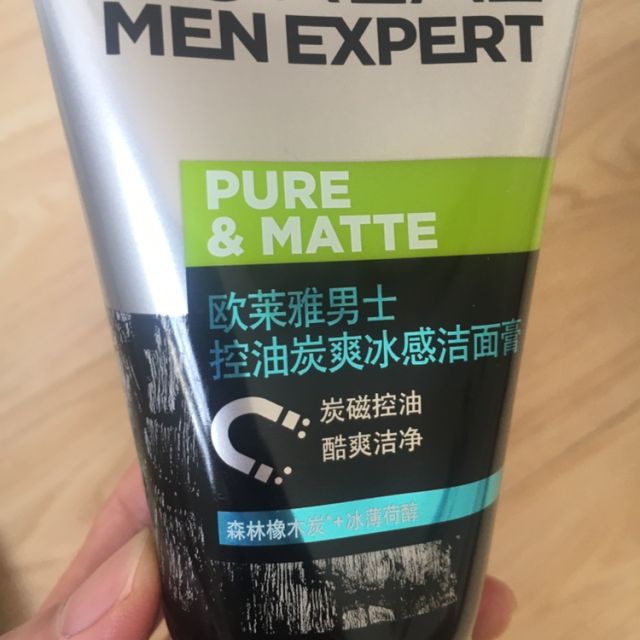 MEN EXPERT
PURE
& MATTE
欧莱雅男士
控油炭爽冰感洁面膏
炭磁控油
酷爽洁净
森林橡木炭*+冰薄荷醇